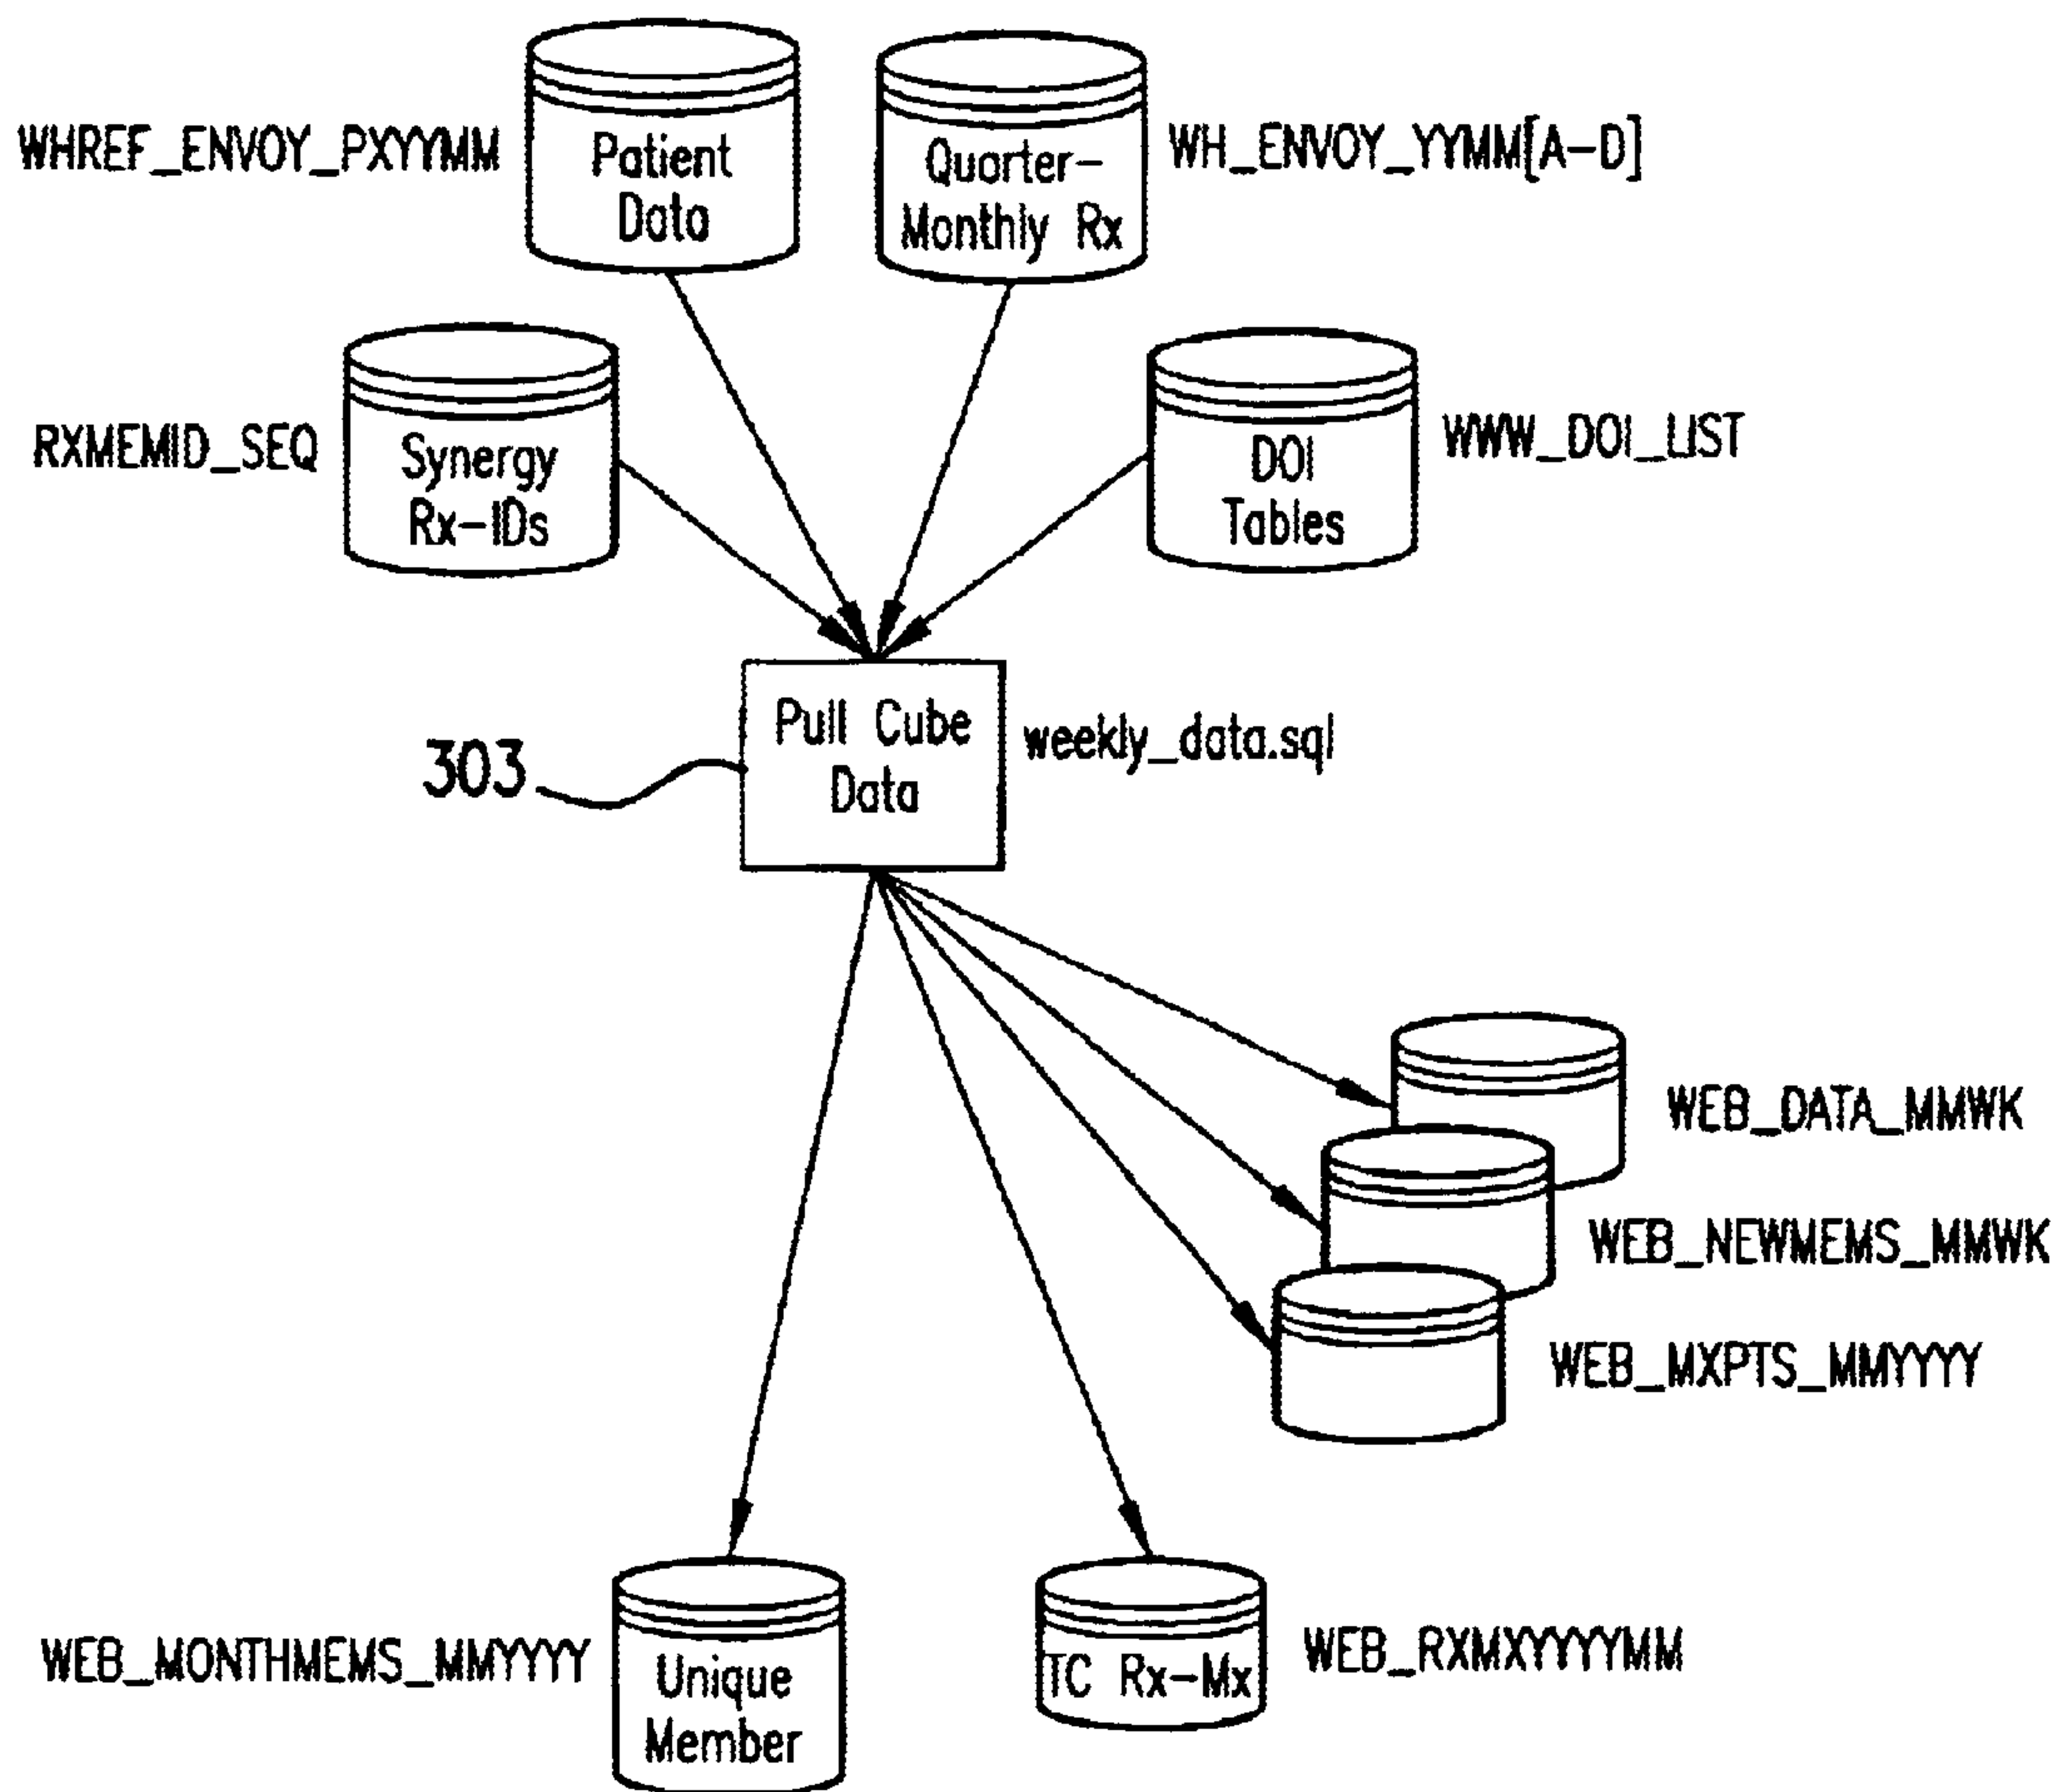 WHREF_ENVOY_PXYYMM
Patient
Data
Quarter-
Monthly Rx
WH_ENVOY_YYMM[A-D]
RXMEMID_SEQ
Synergy
Rx-IDs
DOI
Tables
WWW_DOI_LIST
303
Pull Cube
Data
weekly_data.sql
WEB_DATA_MMWK
WEB_NEWMEMS_MMWK
WEB_MXPTS_MMYYYY
WEB_MONTHMEMS_MMYYYY
Unique
Member
TC Rx-Mx
WEB_RXMXYYYYMM